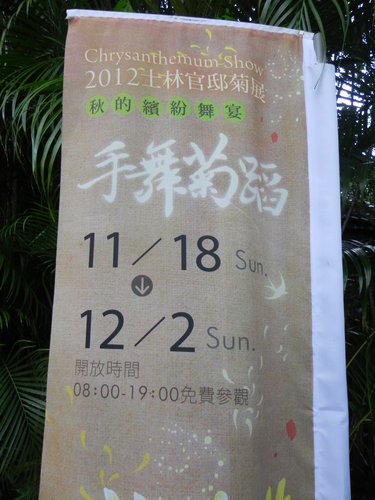 Chrysanthemum Show
2012士林官邸菊展
秋的繽紛舞宴
手舞菊蹈
11／18 Sun.
12／2 Sun.
開放時間
08:00-19:00免費參觀